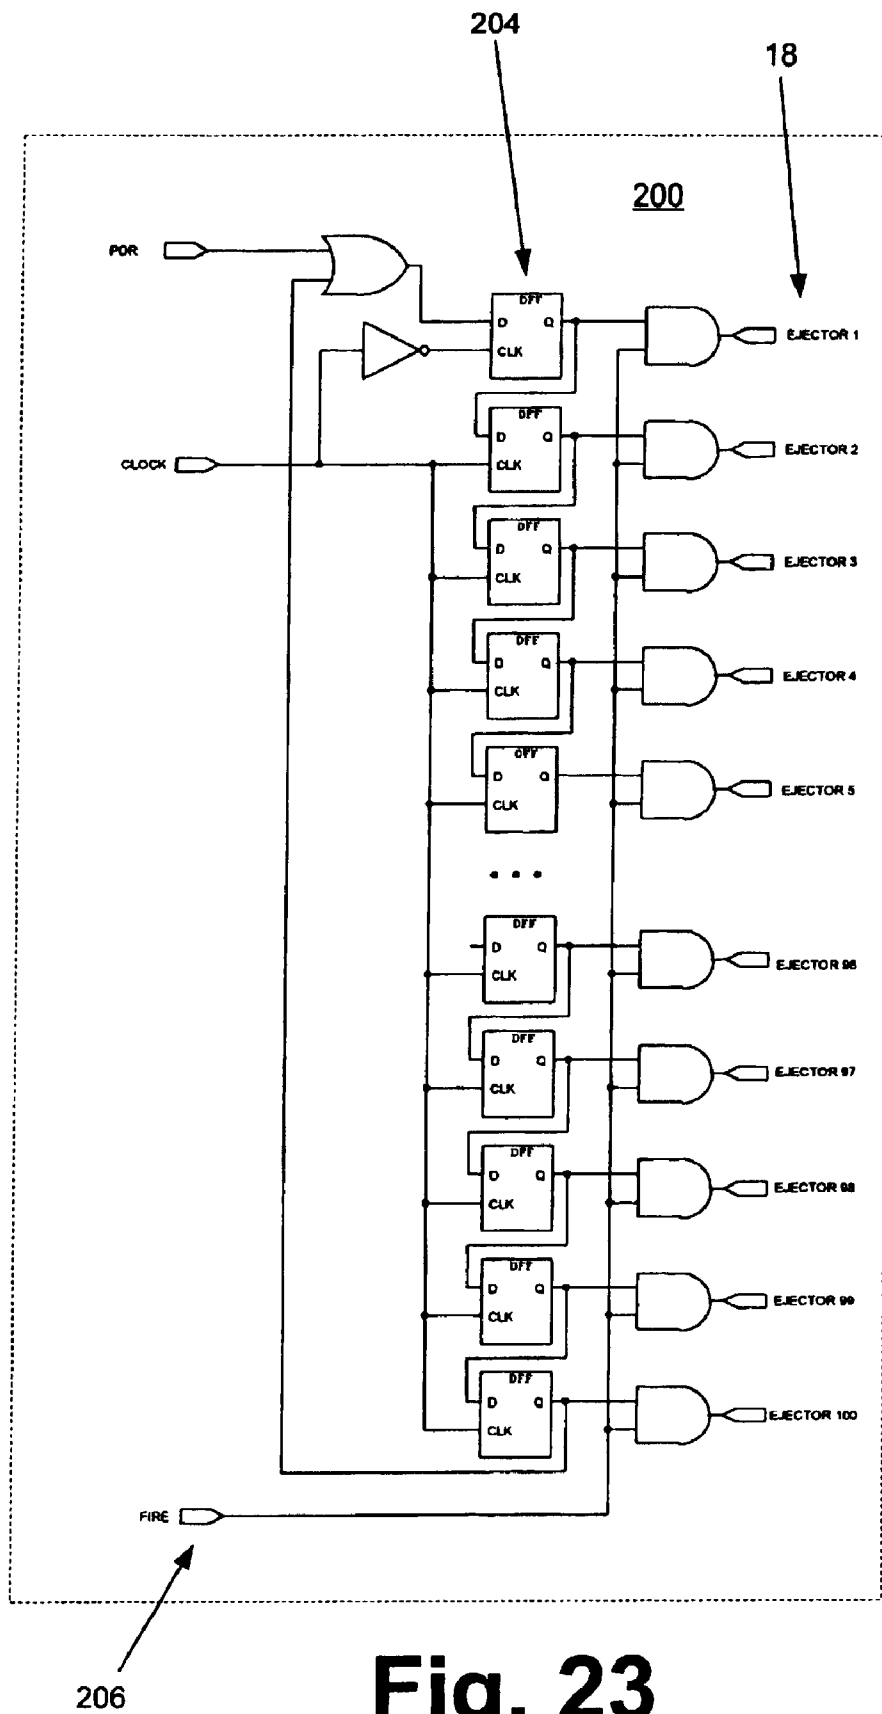 204
18
200
POR
DFF
D Q
CLK
EJECTOR 1
DFF
D Q
CLK
EJECTOR 2
CLOCK
DFF
D Q
CLK
EJECTOR 3
DFF
D Q
CLK
EJECTOR 4
DFF
D Q
CLK
EJECTOR 5
• • •
DFF
D Q
CLK
EJECTOR 96
DFF
D Q
CLK
EJECTOR 97
DFF
D Q
CLK
EJECTOR 98
DFF
D Q
CLK
EJECTOR 99
DFF
D Q
CLK
EJECTOR 100
FIRE
206
Fig. 23